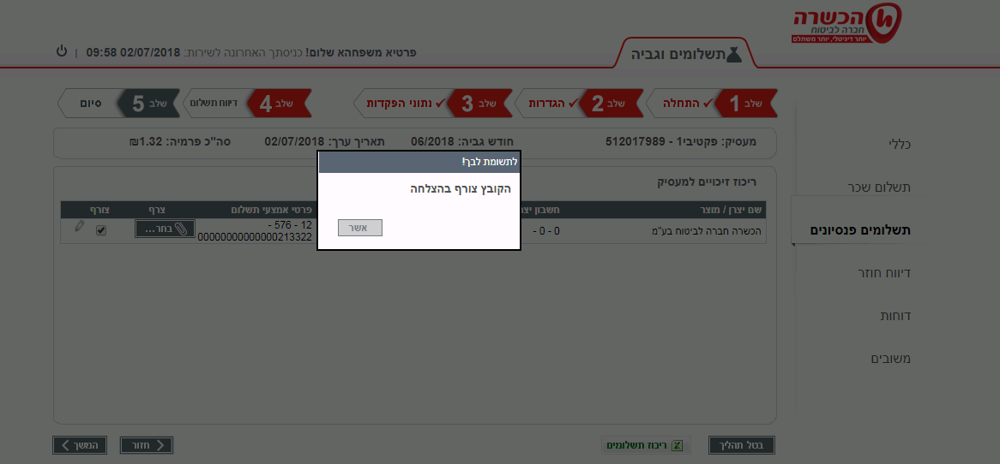 הכשרה
חברה לביטוח
יותר דיגיטלי, יותר משתלם
תשלומים וגביה
פרטיא משפחהא שלום! כניסתך האחרונה לשירות: 02/07/2018 09:58 |
שלב 1 התחלה
שלב 2 הגדרות
שלב 3 נתוני הפקדות
שלב 4 דיווח תשלום
שלב 5 סיום
מעסיק: פקטיבי1 - 512017989 חודש גביה: 06/2018 תאריך ערך: 02/07/2018 סה"כ פרמיה: 1.32₪
ריכוז זיכויים למעסיק
שם יצרן / מוצר חשבון יצ פרטי אמצעי תשלום צרף צורף
הכשרה חברה לביטוח בע"מ 0 - 0 - 12 - 576 - 00000000000000213322 בחר...
לתשומת לבך!
הקובץ צורף בהצלחה
אשר
כללי
תשלום שכר
תשלומים פנסיונים
דיווח חוזר
דוחות
משובים
בטל תהליך ריכוז תשלומים חזור המשך